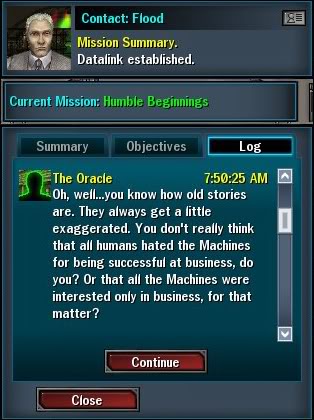 Contact: Flood
Mission Summary.
Datalink established.
Current Mission: Humble Beginnings
Summary
Objectives
Log
The Oracle
7:50:25 AM
Oh, well...you know how old stories
are. They always get a little
exaggerated. You don't really think
that all humans hated the Machines
for being successful at business, do
you? Or that all the Machines were
interested only in business, for that
matter?
Continue
Close